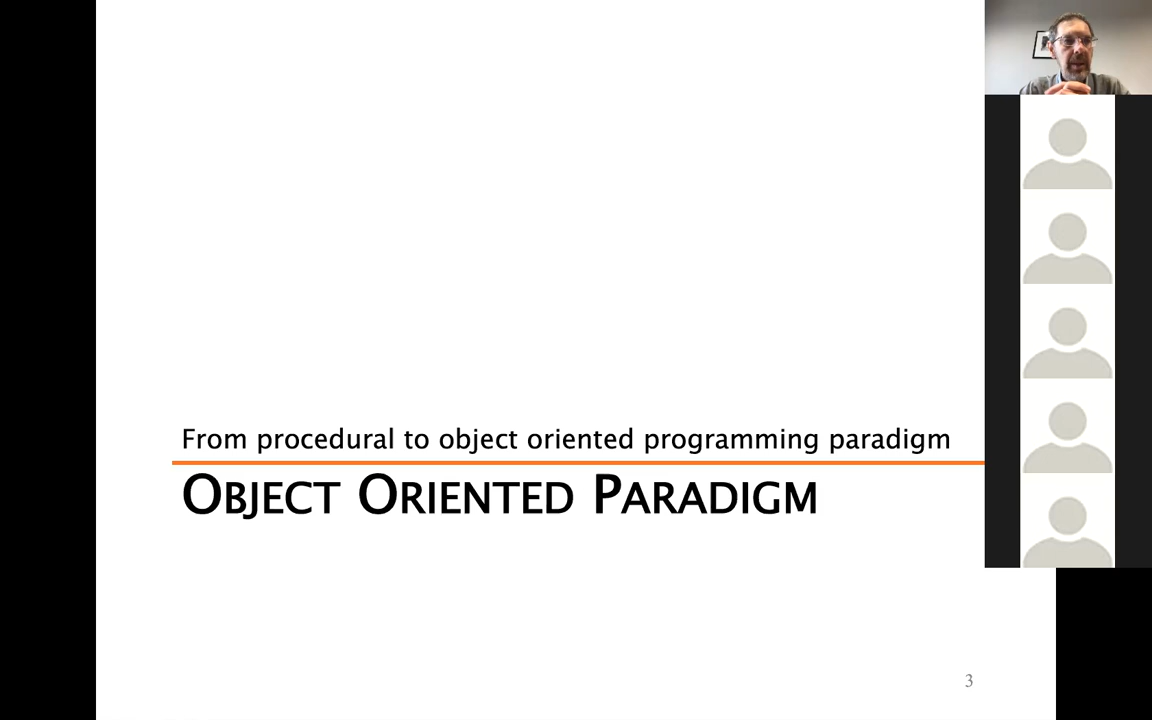 From procedural to object oriented programming paradigm
OBJECT ORIENTED PARADIGM
3